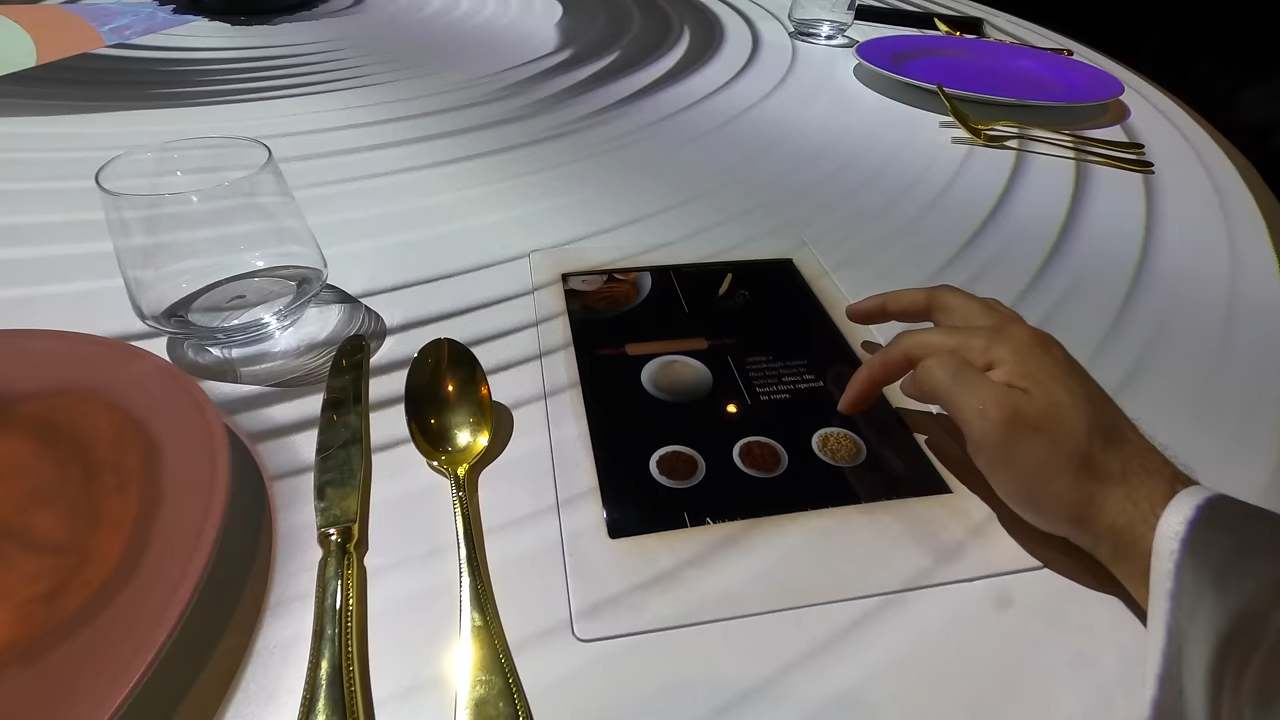 using a
sourdough starter
that has been in
service since the
hotel first opened
in 1999.